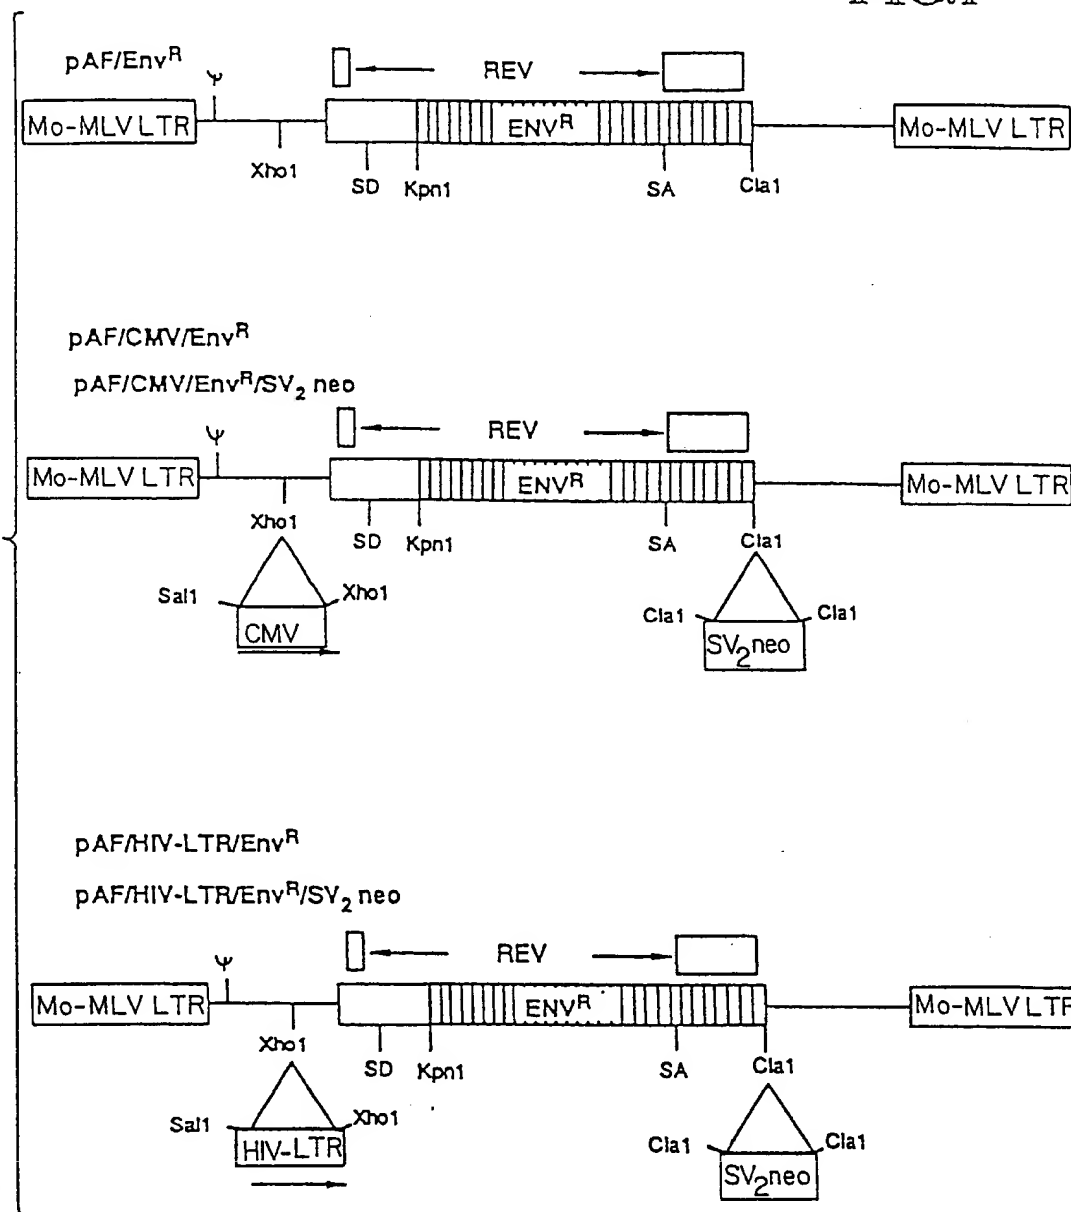 pAF/Env^R
Ψ
REV
Mo-MLV LTR
ENV^R
Mo-MLV LTR
Xho1
SD
Kpn1
SA
Cla1
pAF/CMV/Env^R
pAF/CMV/Env^R/SV₂ neo
Ψ
REV
Mo-MLV LTR
ENV^R
Mo-MLV LTR
Xho1
SD
Kpn1
SA
Cla1
Sal1
Xho1
Cla1
Cla1
CMV
SV₂neo
pAF/HIV-LTR/Env^R
pAF/HIV-LTR/Env^R/SV₂ neo
Ψ
REV
Mo-MLV LTR
ENV^R
Mo-MLV LTR
Xho1
SD
Kpn1
SA
Cla1
Sal1
Xho1
Cla1
Cla1
HIV-LTR
SV₂neo